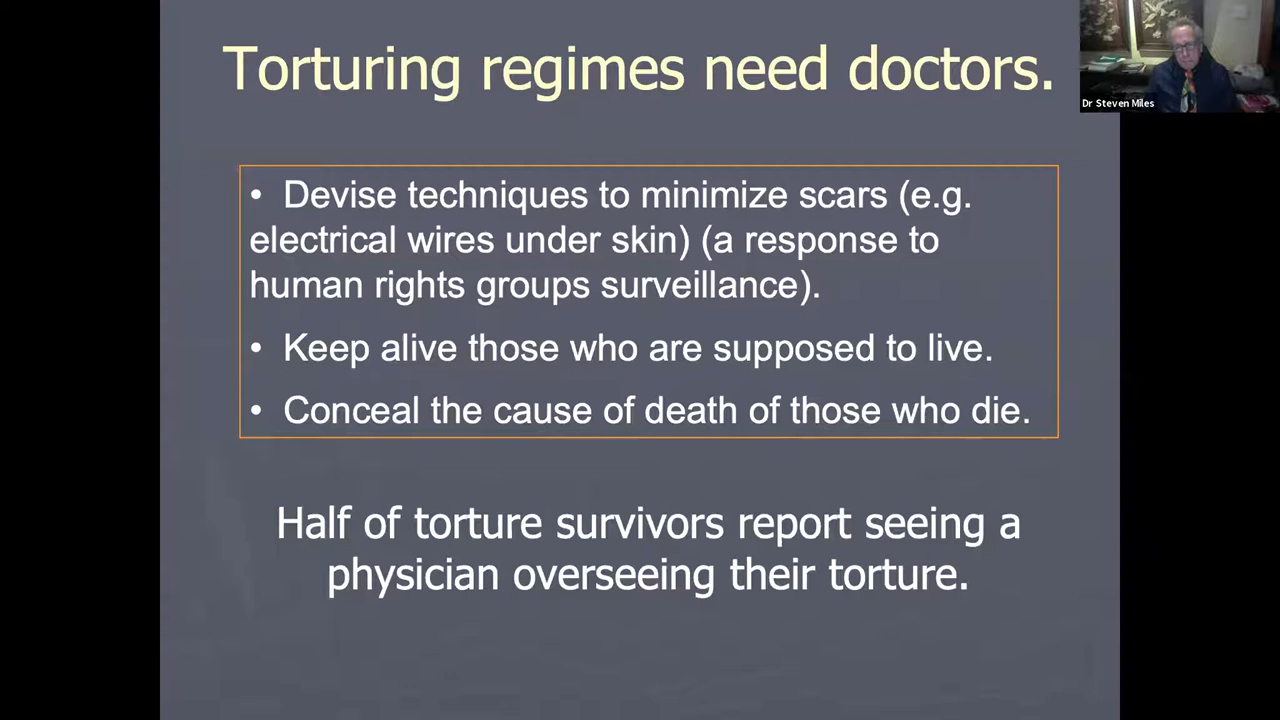 Torturing regimes need doctors.
Dr Steven Miles
• Devise techniques to minimize scars (e.g.
electrical wires under skin) (a response to
human rights groups surveillance).
• Keep alive those who are supposed to live.
• Conceal the cause of death of those who die.
Half of torture survivors report seeing a
physician overseeing their torture.